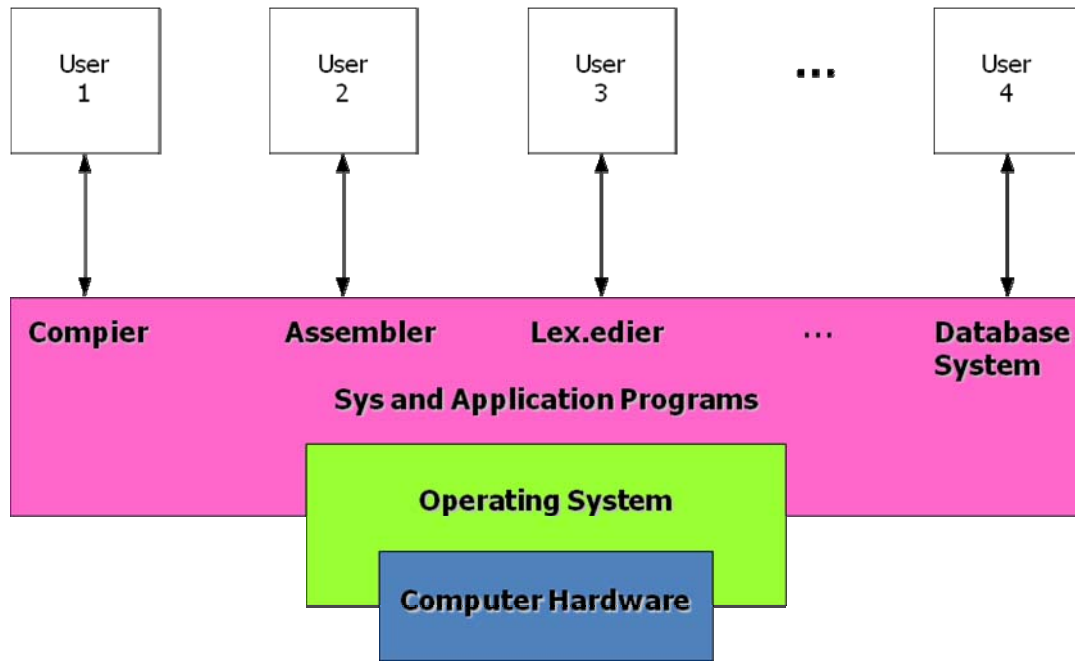 User
1
User
2
User
3
...
User
4
Compier
Assembler
Lex.edier
...
Database
System
Sys and Application Programs
Operating System
Computer Hardware